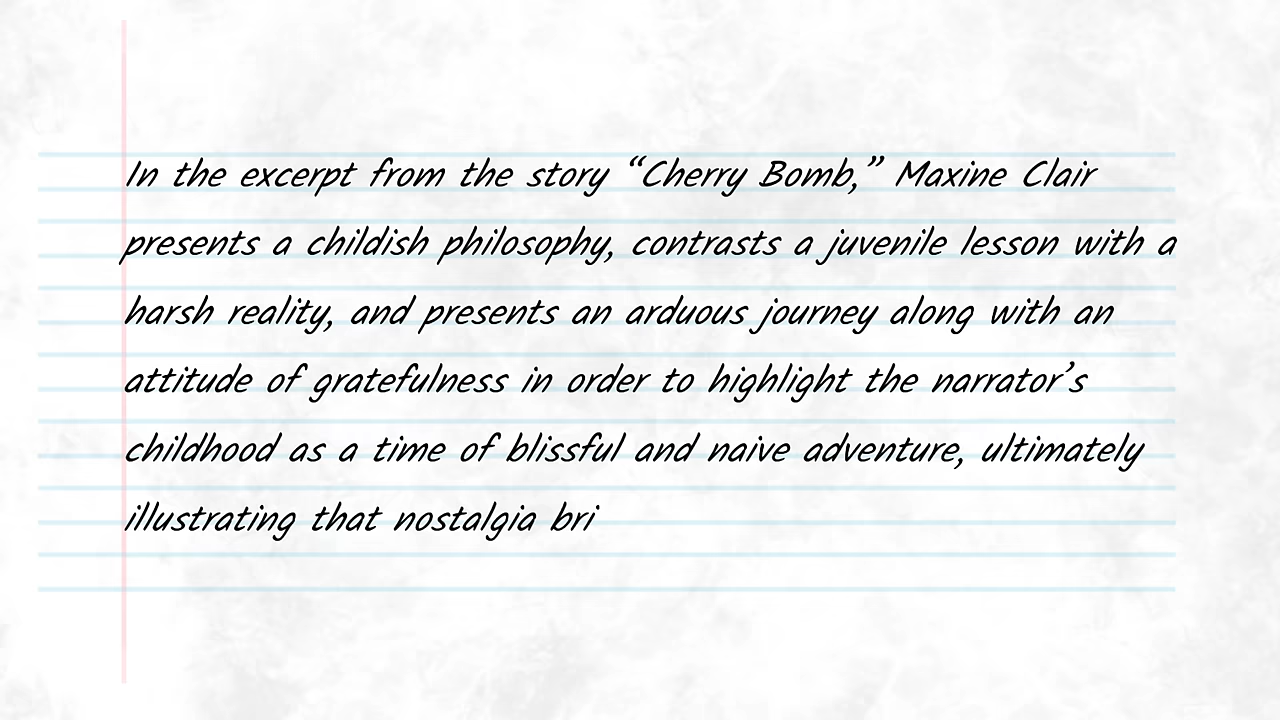 In the excerpt from the story “Cherry Bomb,” Maxine Clair
presents a childish philosophy, contrasts a juvenile lesson with a
harsh reality, and presents an arduous journey along with an
attitude of gratefulness in order to highlight the narrator’s
childhood as a time of blissful and naive adventure, ultimately
illustrating that nostalgia bri